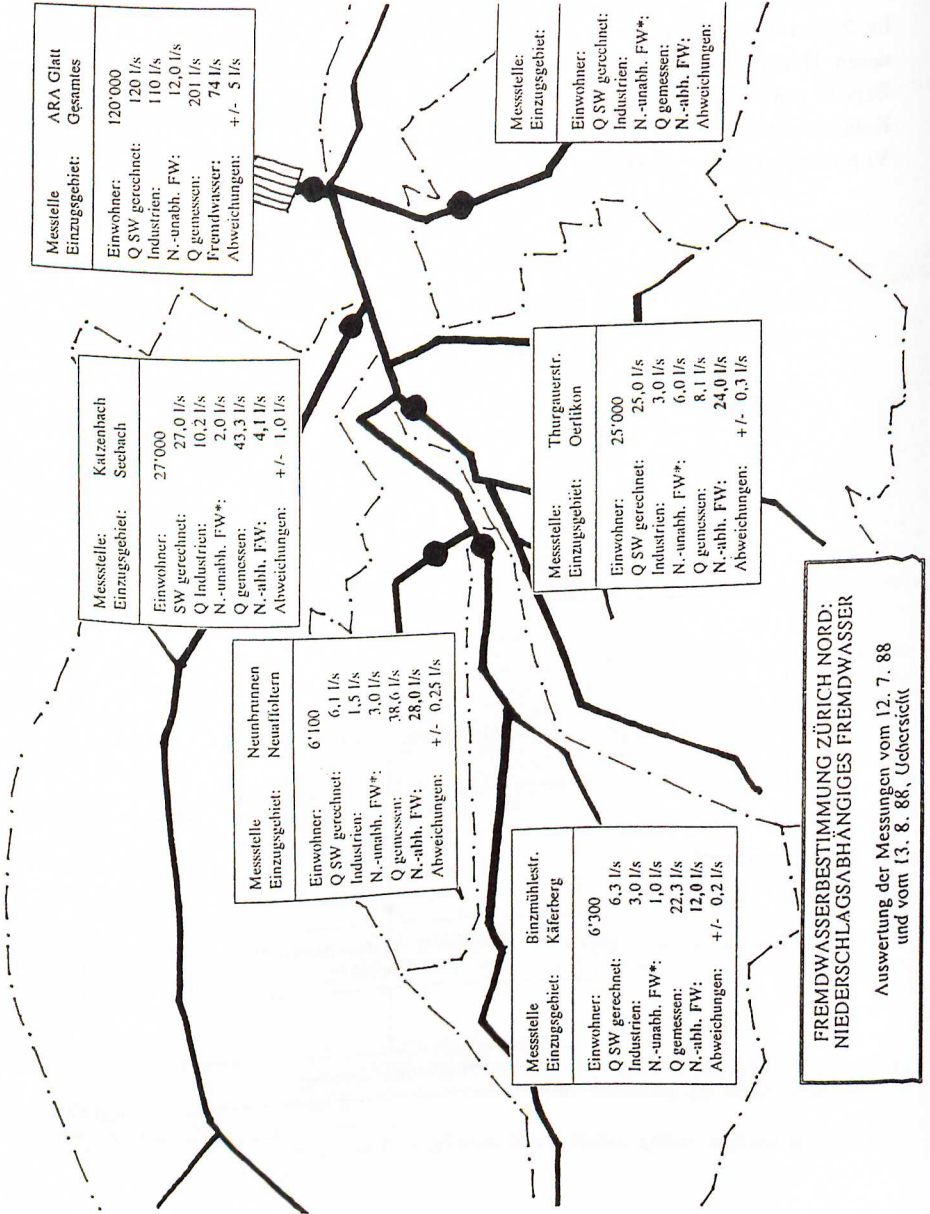 FREMDWASSERBESTIMMUNG ZÜRICH NORD:
NIEDERSCHLAGSABHÄNGIGES FREMDWASSER
Auswertung der Messungen vom 12. 7. 88
und vom 13. 8. 88, Uebersicht
Messstelle ARA Glatt
Einzugsgebiet: Gesamtes
Einwohner: 120'000
Q SW gerechnet: 120 l/s
Industrien: 110 l/s
N.-unabh. FW: 12,0 l/s
Q gemessen: 201 l/s
Fremdwasser: 74 l/s
Abweichungen: +/- 5 l/s
Messstelle: Katzenbach
Einzugsgebiet: Seebach
Einwohner: 27'000
SW gerechnet: 27,0 l/s
Q Industrien: 10,2 l/s
N.-unabh. FW*: 2,0 l/s
Q gemessen: 43,3 l/s
N.-abh. FW: 4,1 l/s
Abweichungen: +/- 1,0 l/s
Messstelle Neunbrunnen
Einzugsgebiet: Neuaffoltern
Einwohner: 6'100
Q SW gerechnet: 6,1 l/s
Industrien: 1,5 l/s
N.-unabh. FW*: 3,0 l/s
Q gemessen: 38,6 l/s
N.-abh. FW: 28,0 l/s
Abweichungen: +/- 0,25 l/s
Messstelle Binzmühlestr.
Einzugsgebiet: Käferberg
Einwohner: 6'300
Q SW gerechnet: 6,3 l/s
Industrien: 3,0 l/s
N.-unabh. FW*: 1,0 l/s
Q gemessen: 22,3 l/s
N.-abh. FW: 12,0 l/s
Abweichungen: +/- 0,2 l/s
Messstelle: Thurgauerstr.
Einzugsgebiet: Oerlikon
Einwohner: 25'000
Q SW gerechnet: 25,0 l/s
Industrien: 3,0 l/s
N.-unabh. FW*: 6,0 l/s
Q gemessen: 8,1 l/s
N.-abh. FW: 24,0 l/s
Abweichungen: +/- 0,3 l/s
Messstelle:
Einzugsgebiet:
Einwohner:
Q SW gerechnet:
Industrien:
N.-unabh. FW*:
Q gemessen:
N.-abh. FW:
Abweichungen: